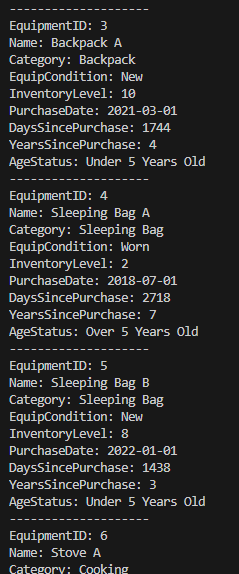 --------------------
EquipmentID: 3
Name: Backpack A
Category: Backpack
EquipCondition: New
InventoryLevel: 10
PurchaseDate: 2021-03-01
DaysSincePurchase: 1744
YearsSincePurchase: 4
AgeStatus: Under 5 Years Old
--------------------
EquipmentID: 4
Name: Sleeping Bag A
Category: Sleeping Bag
EquipCondition: Worn
InventoryLevel: 2
PurchaseDate: 2018-07-01
DaysSincePurchase: 2718
YearsSincePurchase: 7
AgeStatus: Over 5 Years Old
--------------------
EquipmentID: 5
Name: Sleeping Bag B
Category: Sleeping Bag
EquipCondition: New
InventoryLevel: 8
PurchaseDate: 2022-01-01
DaysSincePurchase: 1438
YearsSincePurchase: 3
AgeStatus: Under 5 Years Old
--------------------
EquipmentID: 6
Name: Stove A
Category: Cooking